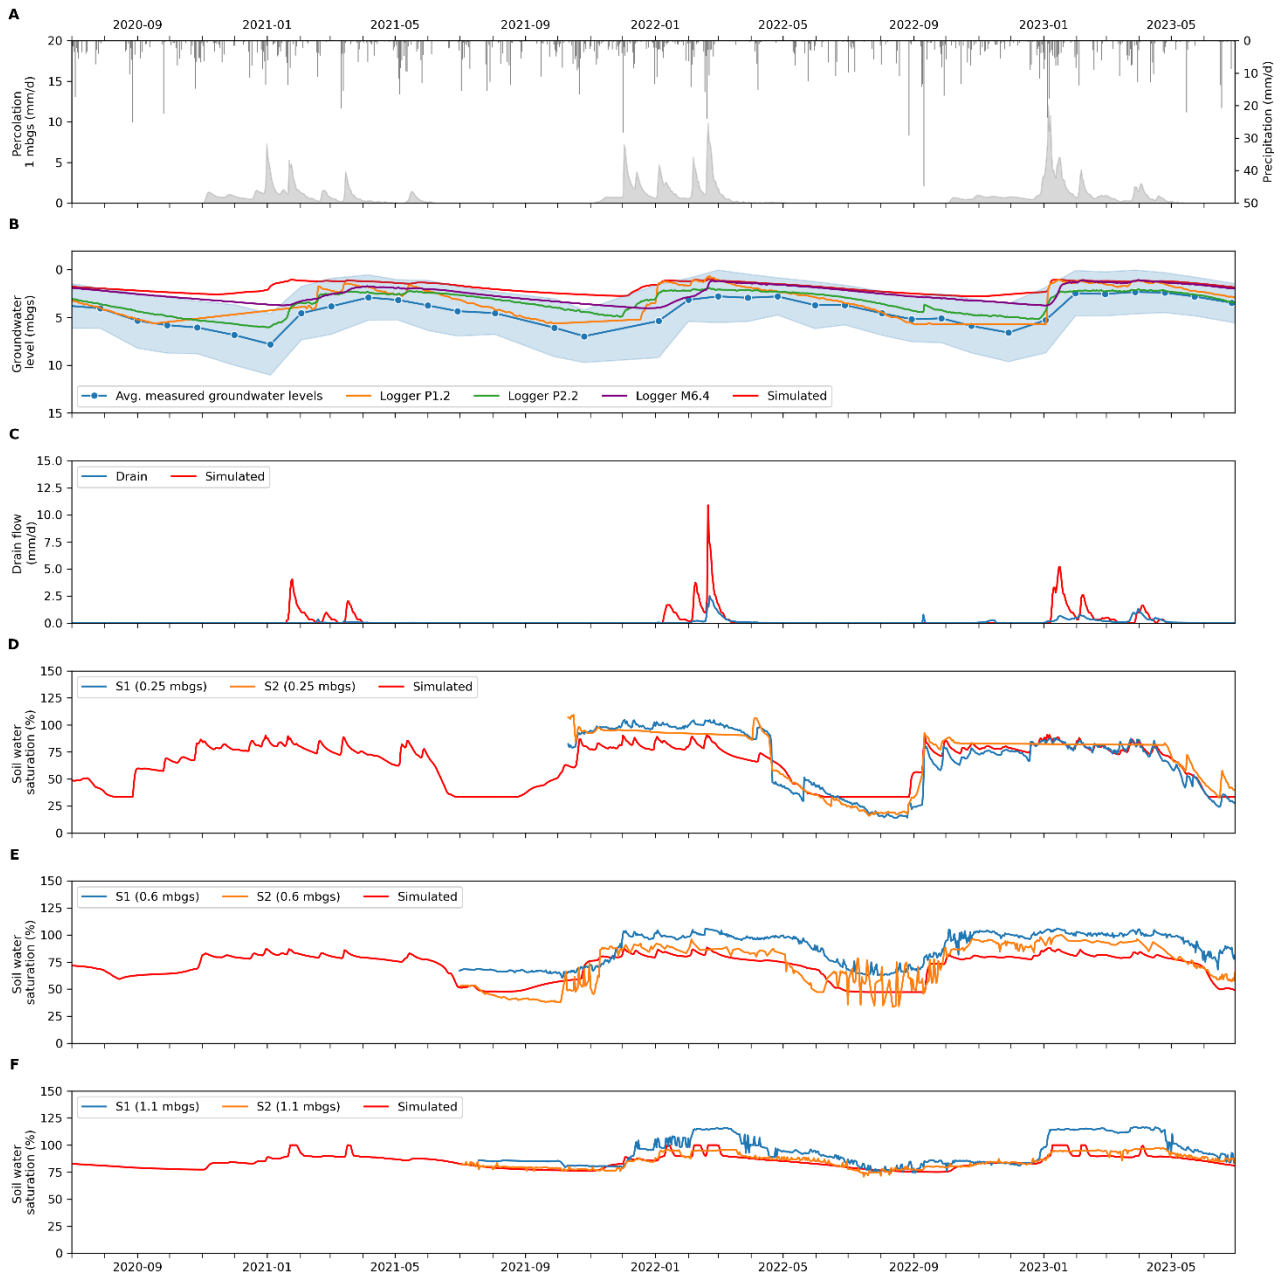 A
2020-09 2021-01 2021-05 2021-09 2022-01 2022-05 2022-09 2023-01 2023-05
Percolation
1 mbgs (mm/d)
20
15
10
5
0
0
10
20
30
40
50
Precipitation (mm/d)
B
Groundwater
level (mbgs)
0
5
10
15
Avg. measured groundwater levels Logger P1.2 Logger P2.2 Logger M6.4 Simulated
C
Drain flow
(mm/d)
15.0
12.5
10.0
7.5
5.0
2.5
0.0
Drain Simulated
D
Soil water
saturation (%)
150
125
100
75
50
25
0
S1 (0.25 mbgs) S2 (0.25 mbgs) Simulated
E
Soil water
saturation (%)
150
125
100
75
50
25
0
S1 (0.6 mbgs) S2 (0.6 mbgs) Simulated
F
Soil water
saturation (%)
150
125
100
75
50
25
0
S1 (1.1 mbgs) S2 (1.1 mbgs) Simulated
2020-09 2021-01 2021-05 2021-09 2022-01 2022-05 2022-09 2023-01 2023-05